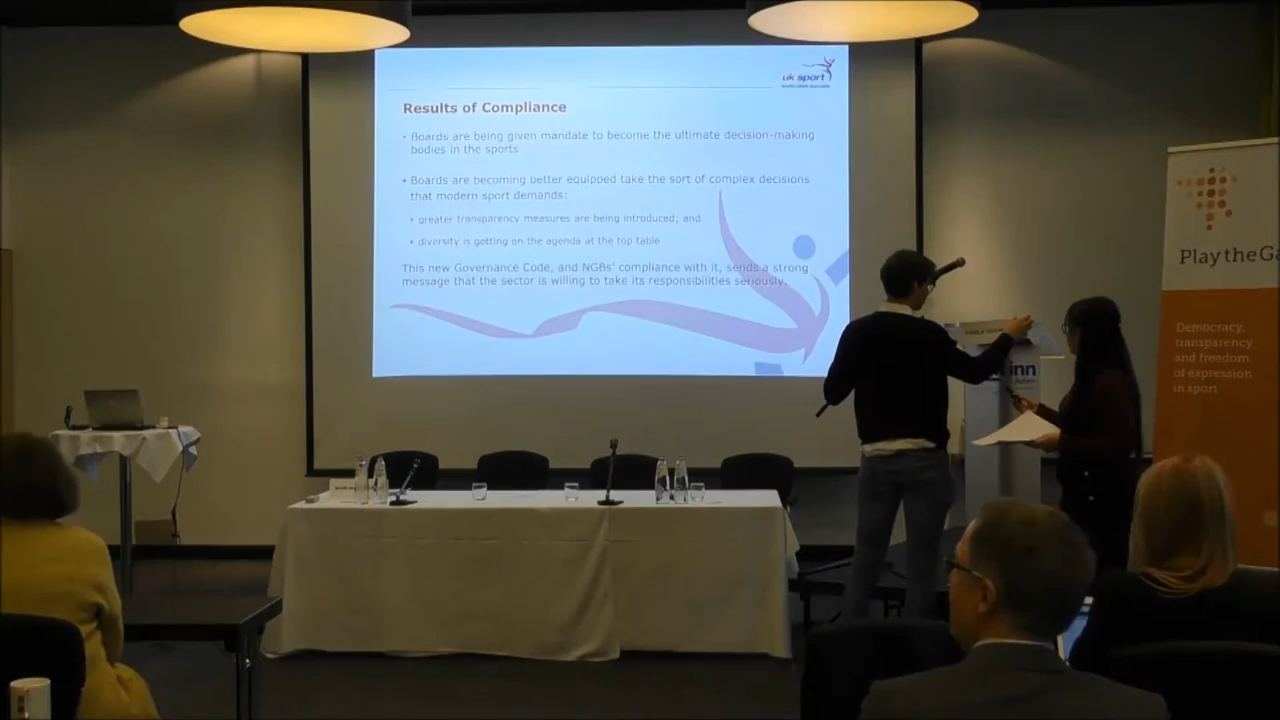 uk sport
Results of Compliance
• Boards are being given mandate to become the ultimate decision-making
bodies in the sports
• Boards are becoming better equipped take the sort of complex decisions
that modern sport demands:
• greater transparency measures are being introduced; and
• diversity is getting on the agenda at the top table
This new Governance Code, and NGBs' compliance with it, sends a strong
message that the sector is willing to take its responsibilities seriously.
inn
Play the Ga
Democracy,
transparency
and freedom
of expression
in sport